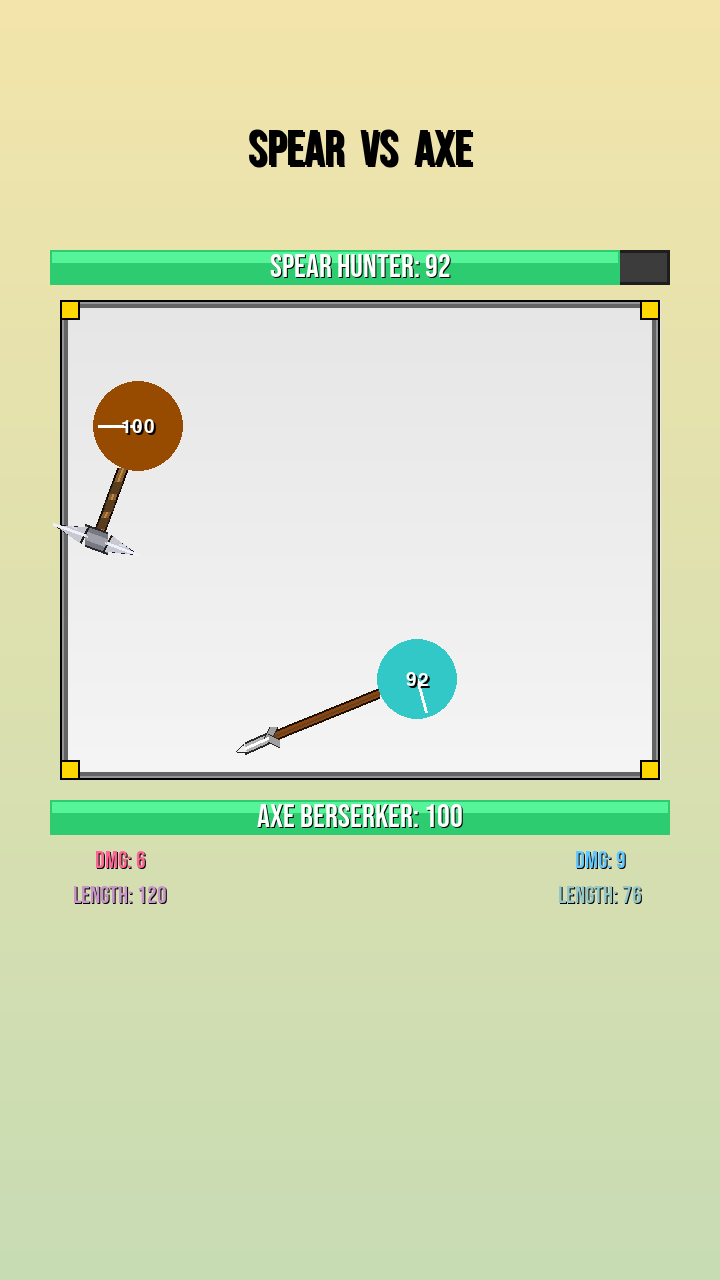 SPEAR VS AXE
SPEAR HUNTER: 92
100
92
AXE BERSERKER: 100
DMG: 6
DMG: 9
LENGTH: 120
LENGTH: 76